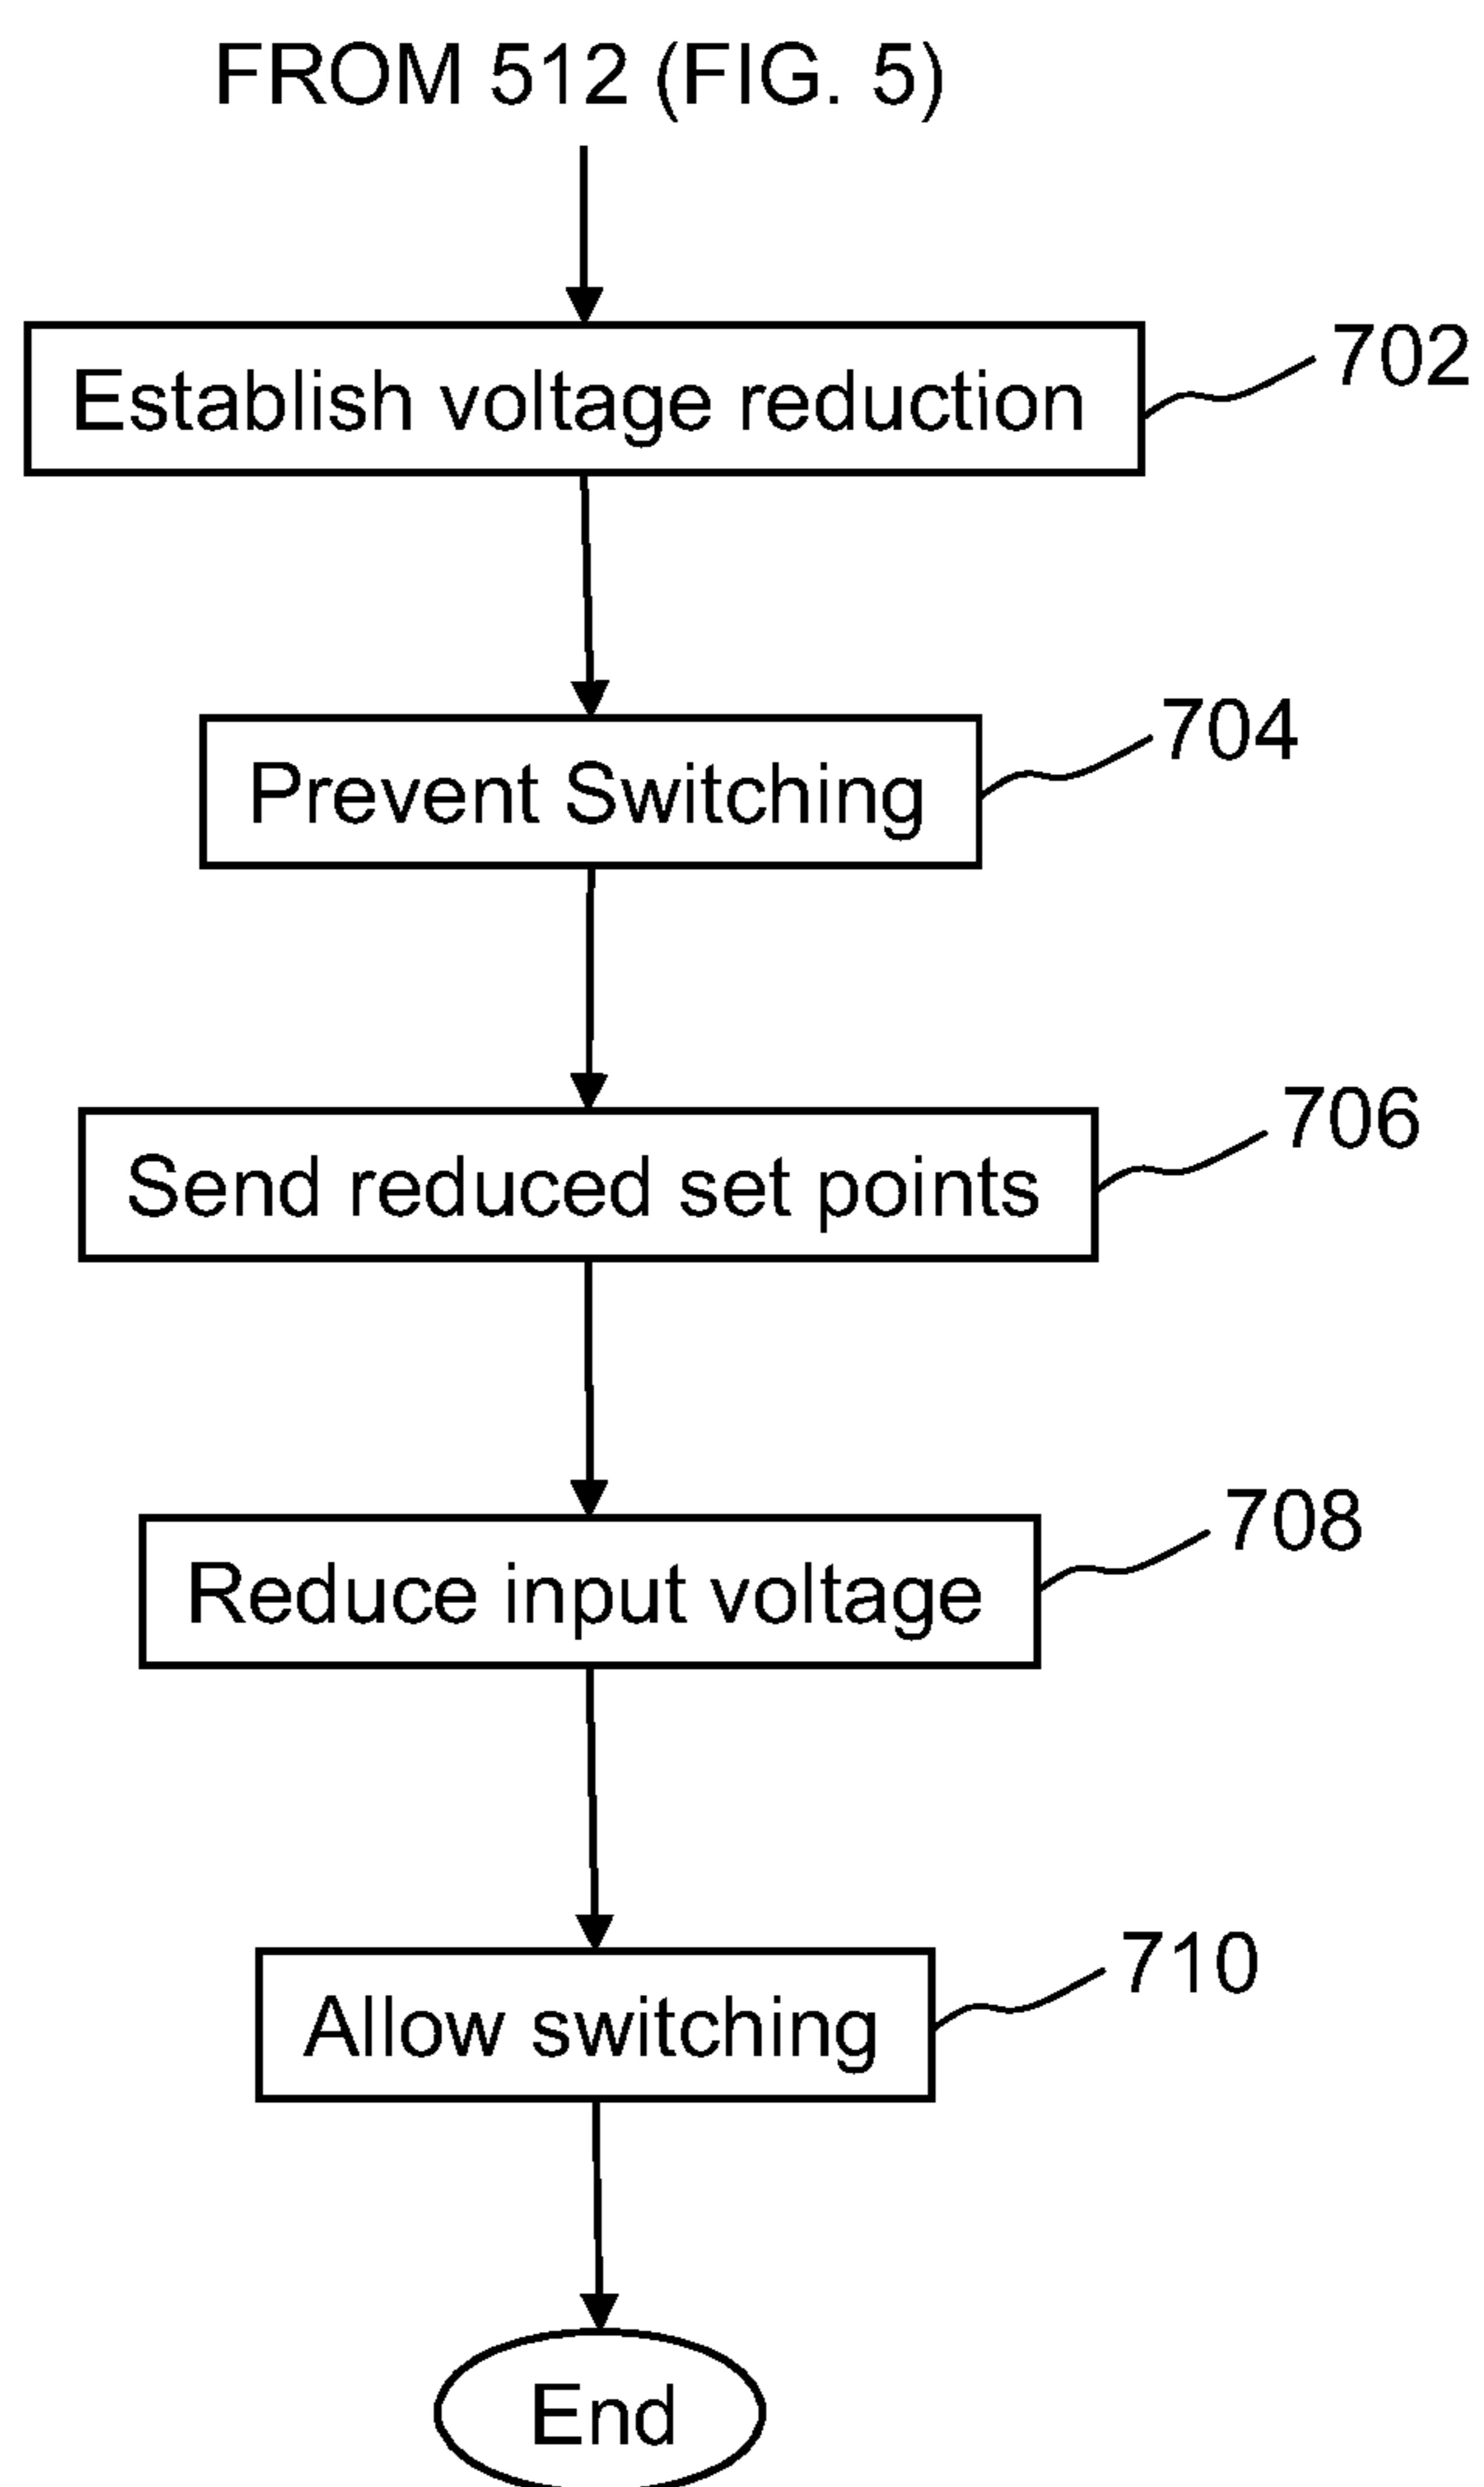 FROM 512 (FIG. 5)
Establish voltage reduction
702
Prevent Switching
704
Send reduced set points
706
Reduce input voltage
708
Allow switching
710
End